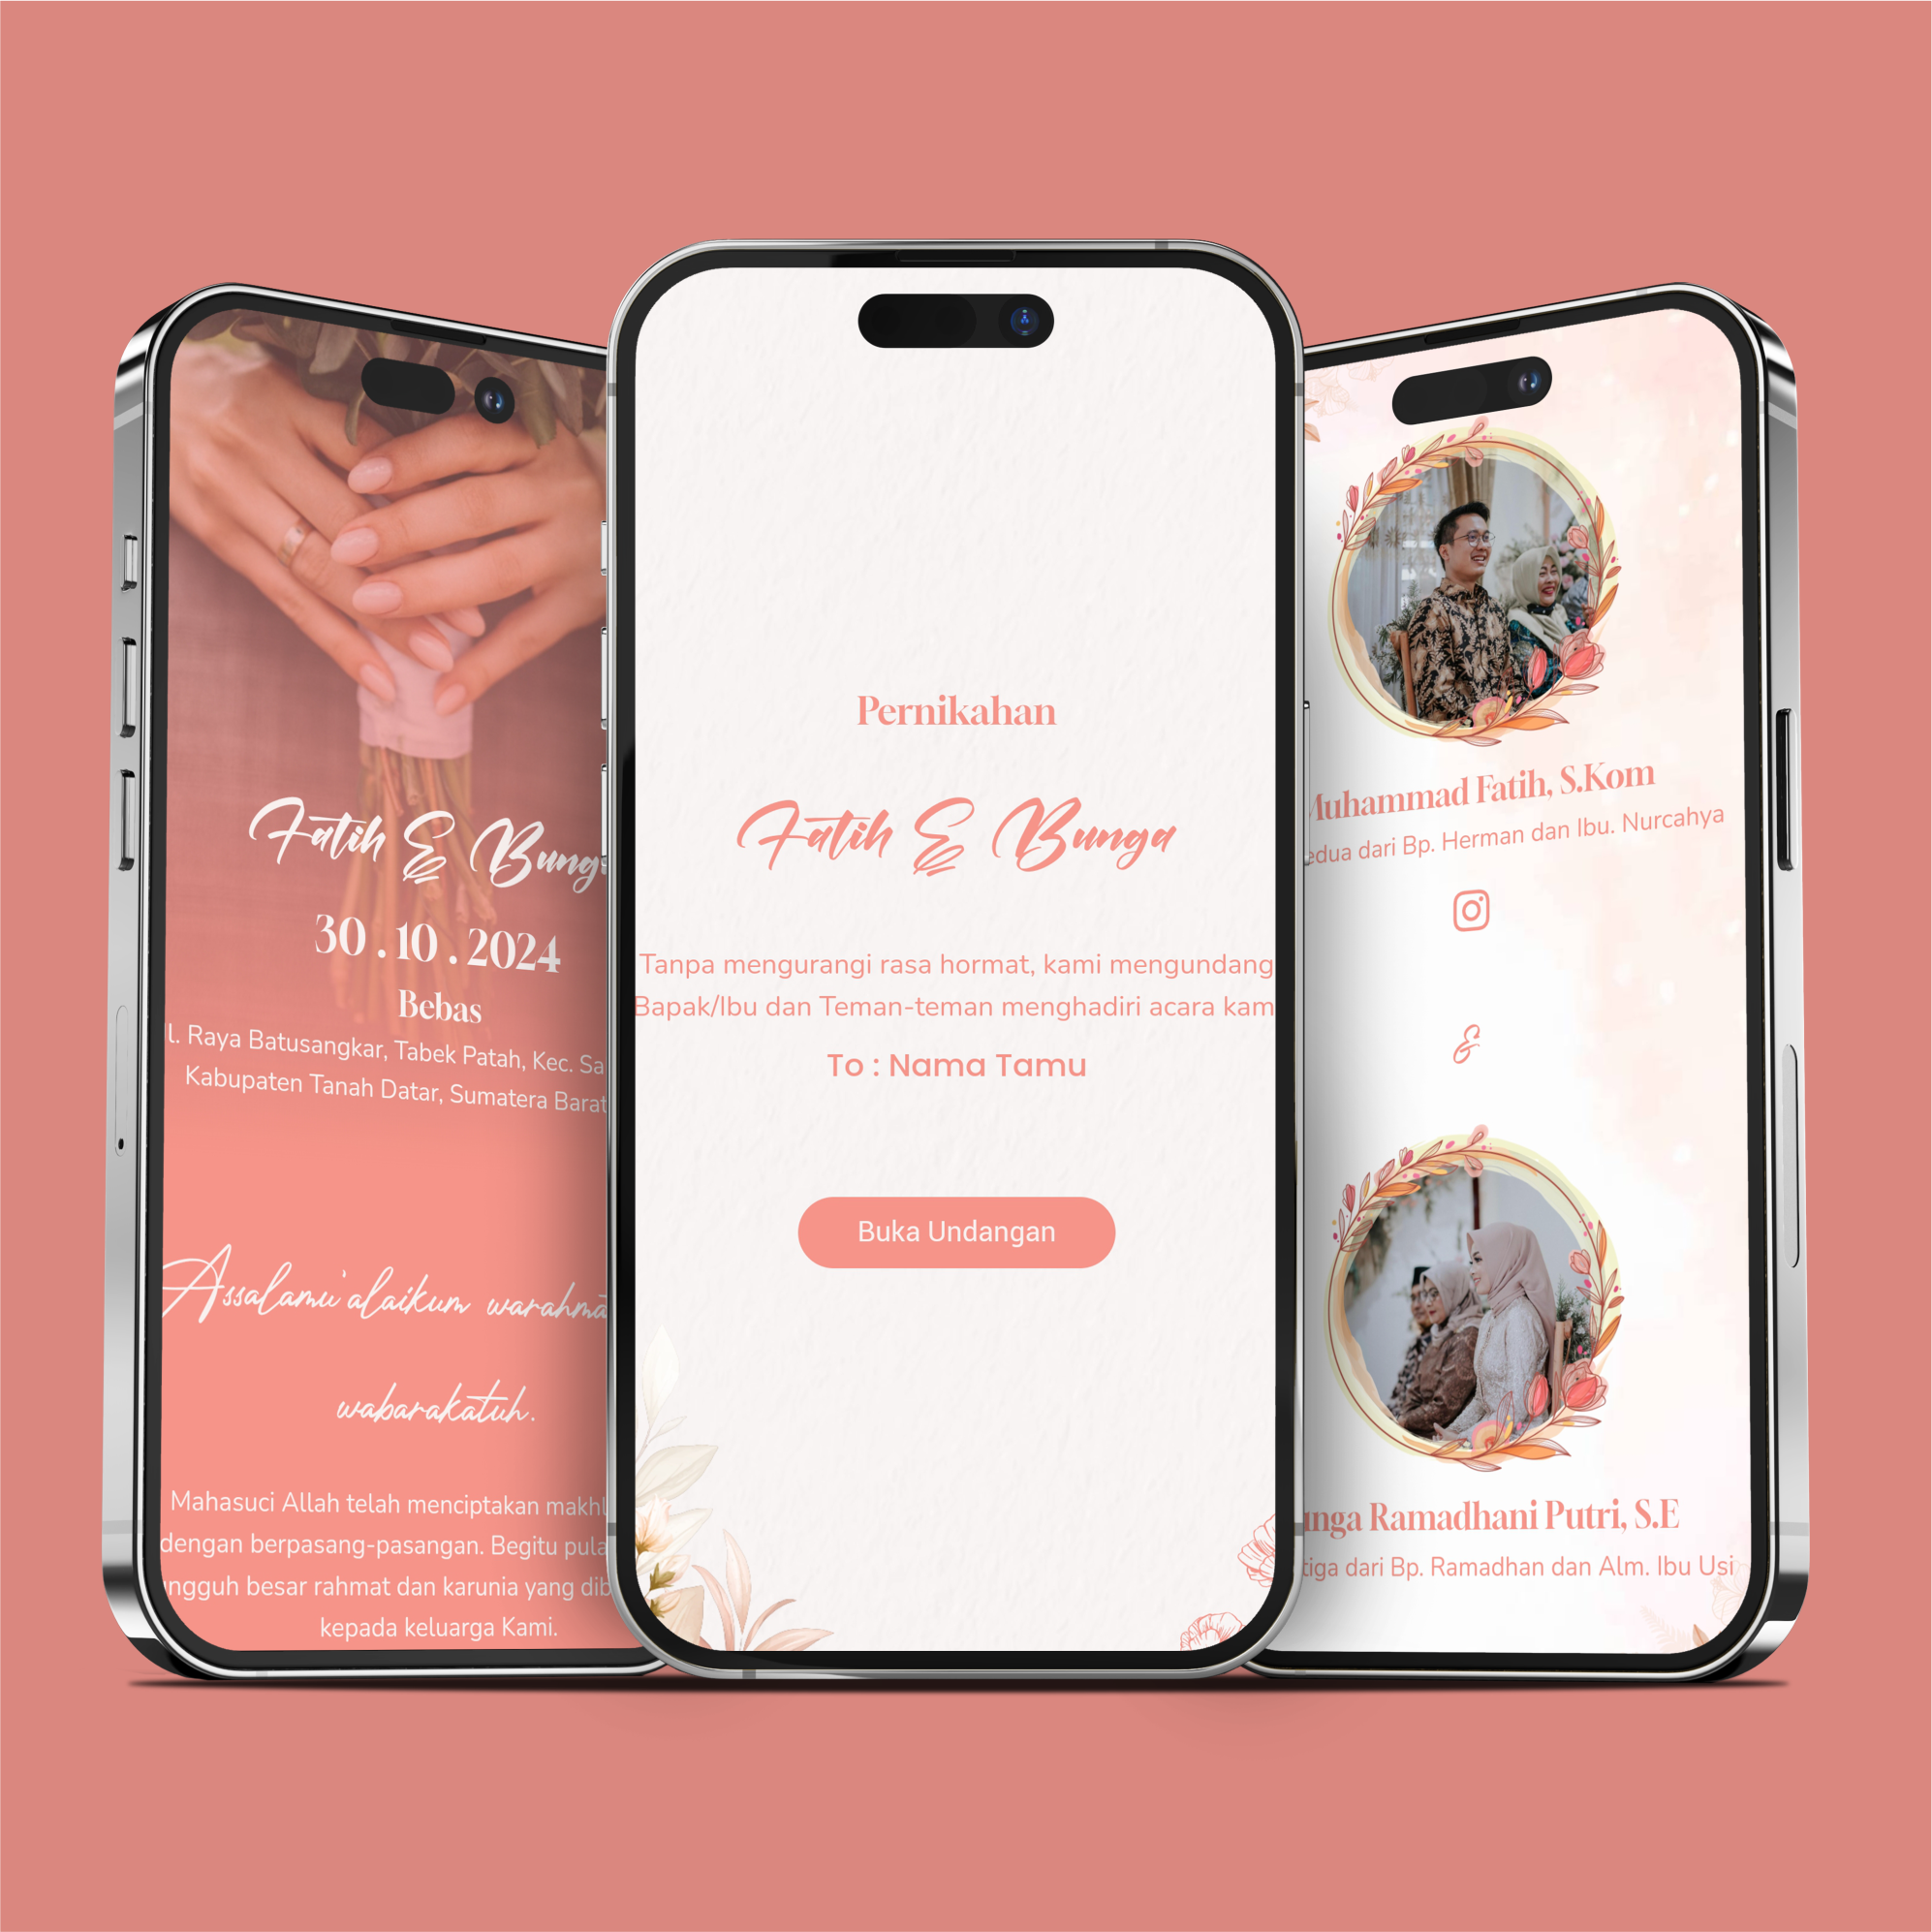 Fatih & Bung
30 . 10 . 2024
Bebas
l. Raya Batusangkar, Tabek Patah, Kec. Sa
Kabupaten Tanah Datar, Sumatera Barat
Assalamu'alaikum warahma
wabarakatuh.
Mahasuci Allah telah menciptakan makhl
dengan berpasang-pasangan. Begitu pula
ngguh besar rahmat dan karunia yang dib
kepada keluarga Kami.
Pernikahan
Fatih & Bunga
Tanpa mengurangi rasa hormat, kami mengundang
Bapak/Ibu dan Teman-teman menghadiri acara kam
To : Nama Tamu
Buka Undangan
Muhammad Fatih, S.Kom
edua dari Bp. Herman dan Ibu. Nurcahya
&
unga Ramadhani Putri, S.E
tiga dari Bp. Ramadhan dan Alm. Ibu Usi